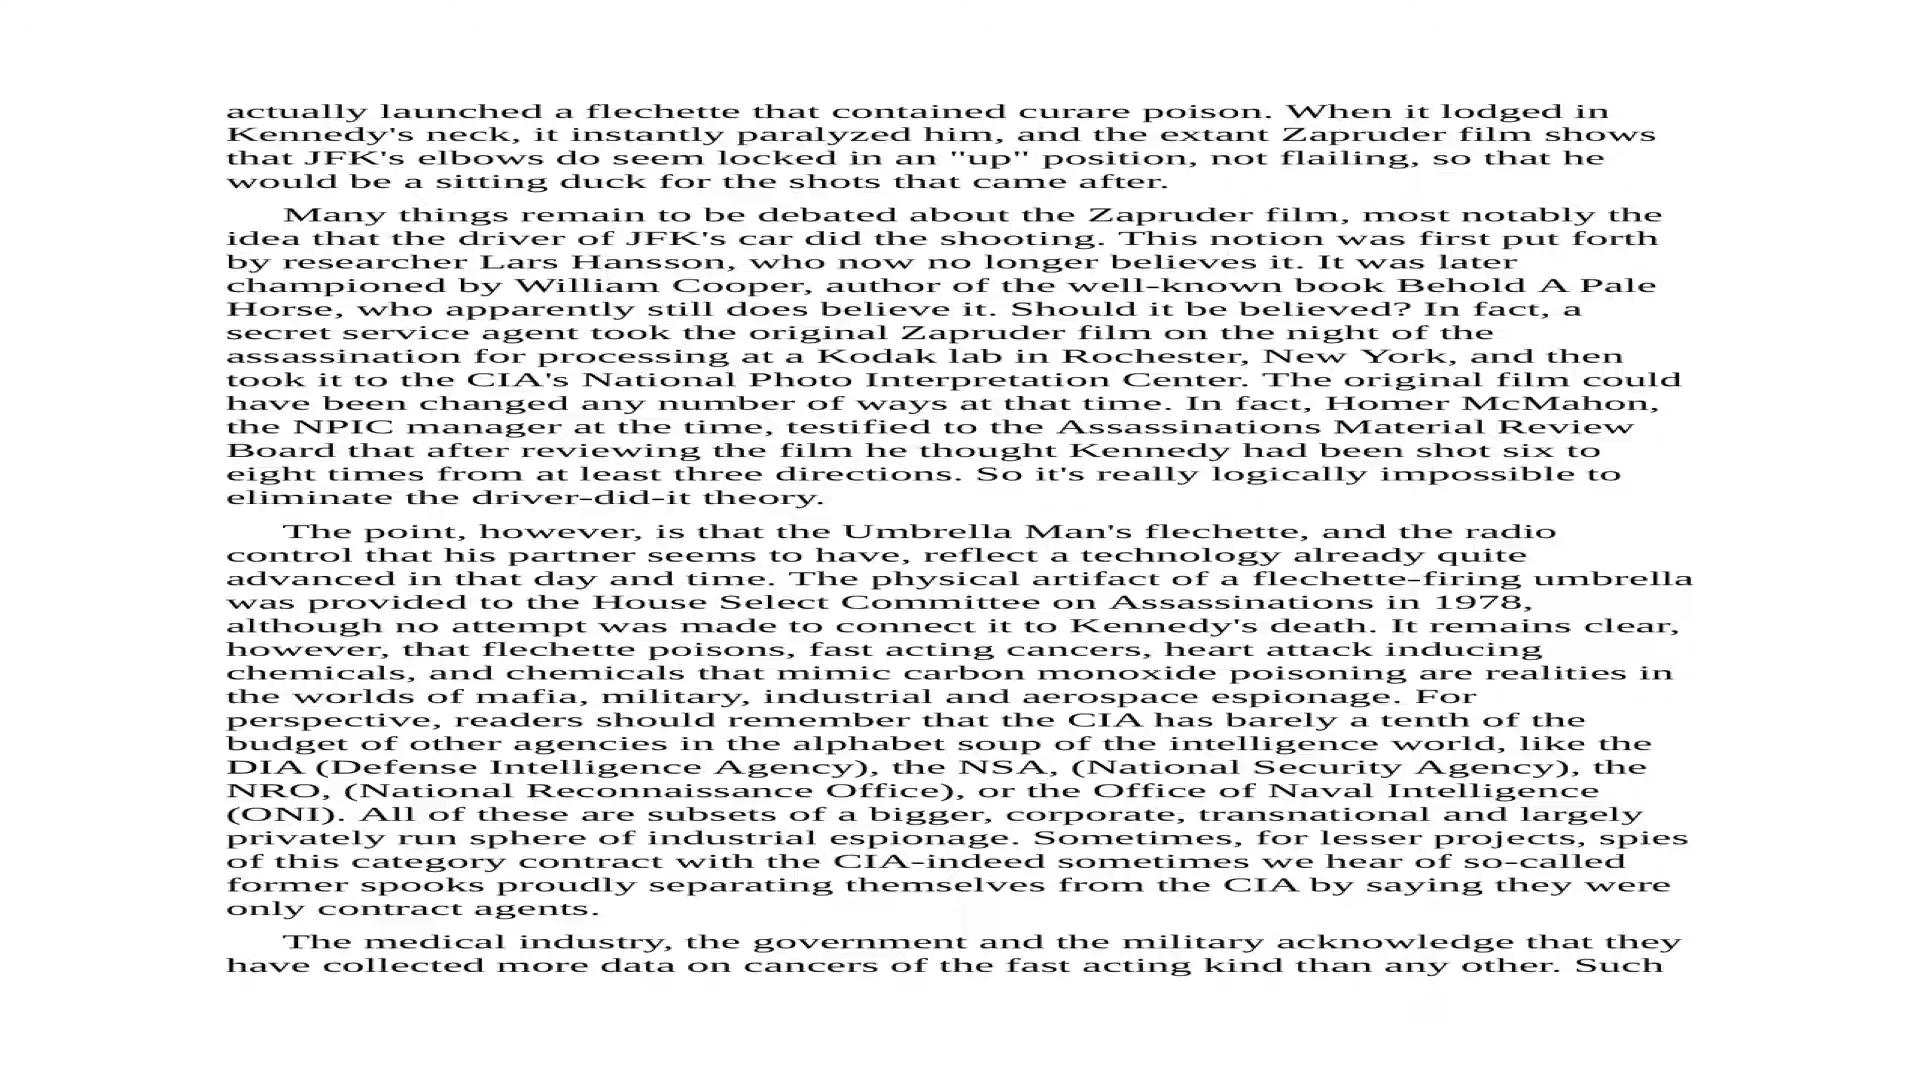 actually launched a flechette that contained curare poison. When it lodged in
Kennedy's neck, it instantly paralyzed him, and the extant Zapruder film shows
that JFK's elbows do seem locked in an "up" position, not flailing, so that he
would be a sitting duck for the shots that came after.
Many things remain to be debated about the Zapruder film, most notably the
idea that the driver of JFK's car did the shooting. This notion was first put forth
by researcher Lars Hansson, who now no longer believes it. It was later
championed by William Cooper, author of the well-known book Behold A Pale
Horse, who apparently still does believe it. Should it be believed? In fact, a
secret service agent took the original Zapruder film on the night of the
assassination for processing at a Kodak lab in Rochester, New York, and then
took it to the CIA's National Photo Interpretation Center. The original film could
have been changed any number of ways at that time. In fact, Homer McMahon,
the NPIC manager at the time, testified to the Assassinations Material Review
Board that after reviewing the film he thought Kennedy had been shot six to
eight times from at least three directions. So it's really logically impossible to
eliminate the driver-did-it theory.
The point, however, is that the Umbrella Man's flechette, and the radio
control that his partner seems to have, reflect a technology already quite
advanced in that day and time. The physical artifact of a flechette-firing umbrella
was provided to the House Select Committee on Assassinations in 1978,
although no attempt was made to connect it to Kennedy's death. It remains clear,
however, that flechette poisons, fast acting cancers, heart attack inducing
chemicals, and chemicals that mimic carbon monoxide poisoning are realities in
the worlds of mafia, military, industrial and aerospace espionage. For
perspective, readers should remember that the CIA has barely a tenth of the
budget of other agencies in the alphabet soup of the intelligence world, like the
DIA (Defense Intelligence Agency), the NSA, (National Security Agency), the
NRO, (National Reconnaissance Office), or the Office of Naval Intelligence
(ONI). All of these are subsets of a bigger, corporate, transnational and largely
privately run sphere of industrial espionage. Sometimes, for lesser projects, spies
of this category contract with the CIA-indeed sometimes we hear of so-called
former spooks proudly separating themselves from the CIA by saying they were
only contract agents.
The medical industry, the government and the military acknowledge that they
have collected more data on cancers of the fast acting kind than any other. Such